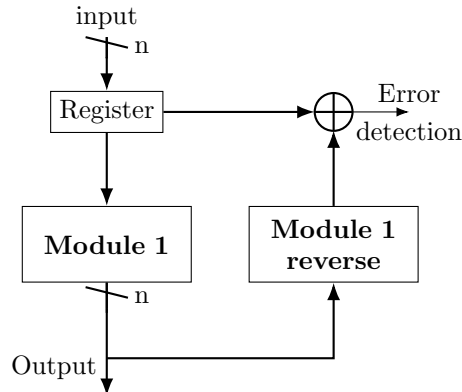 input
n
Register
Error
detection
Module 1
Module 1
reverse
n
Output